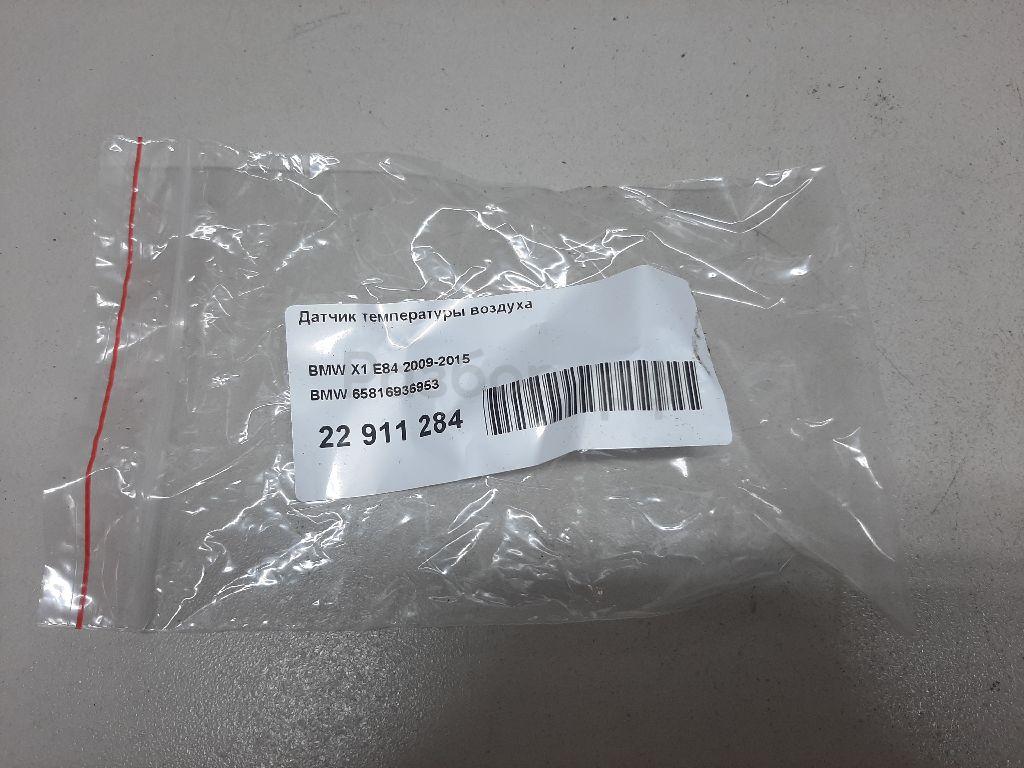 Датчик температуры воздуха
BMW X1 E84 2009-2015
BMW 65816936953
22 911 284